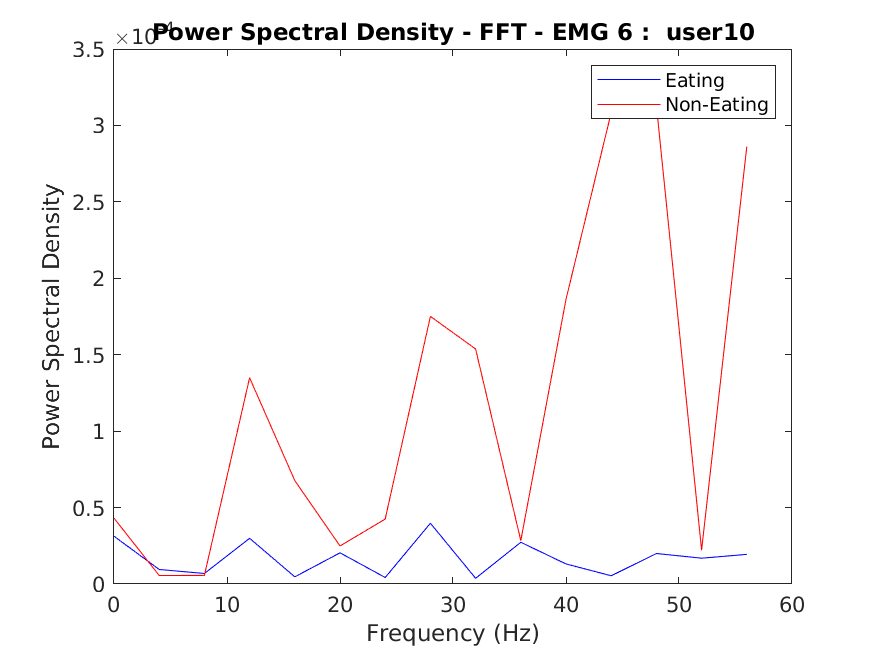 Power Spectral Density - FFT - EMG 6 : user10
×10
3.5
3
2.5
2
1.5
1
0.5
0
Power Spectral Density
Eating
Non-Eating
0 10 20 30 40 50 60
Frequency (Hz)